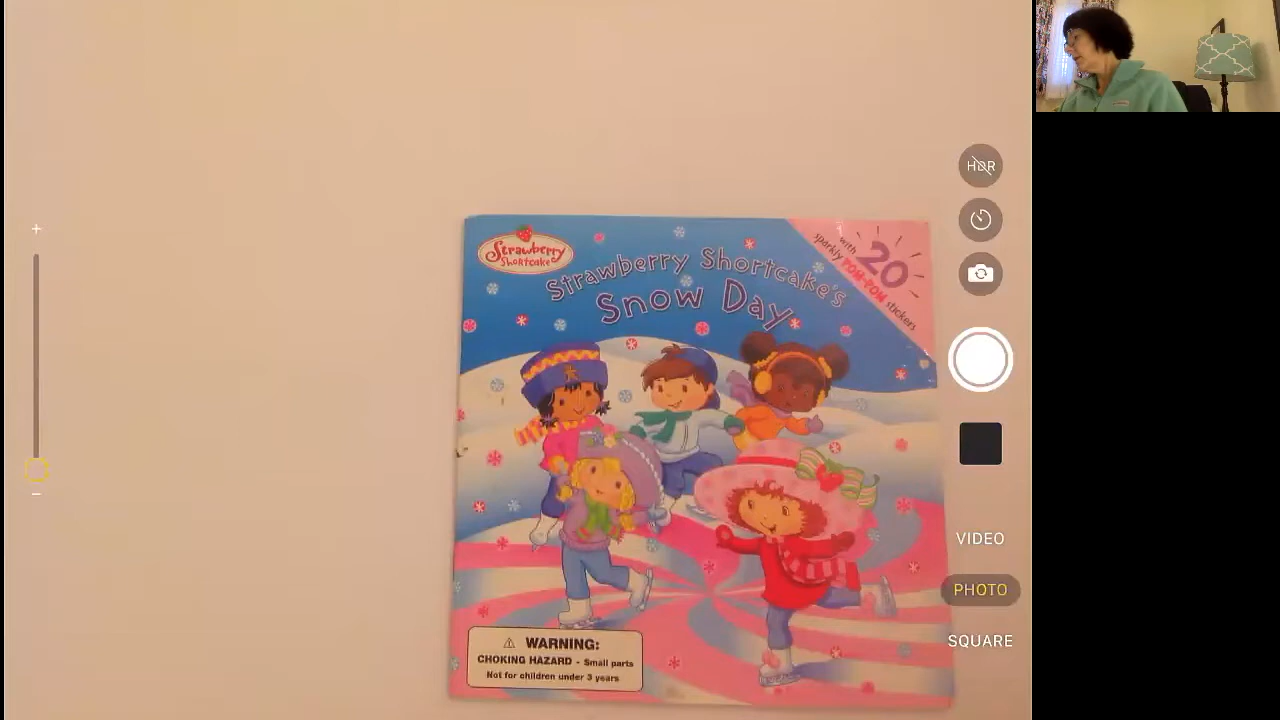 HDR
Strawberry
Shortcake
Strawberry Shortcake's
Snow Day
with
20
sparkly POM-POM stickers
WARNING:
CHOKING HAZARD - Small parts
Not for children under 3 years
VIDEO
PHOTO
SQUARE